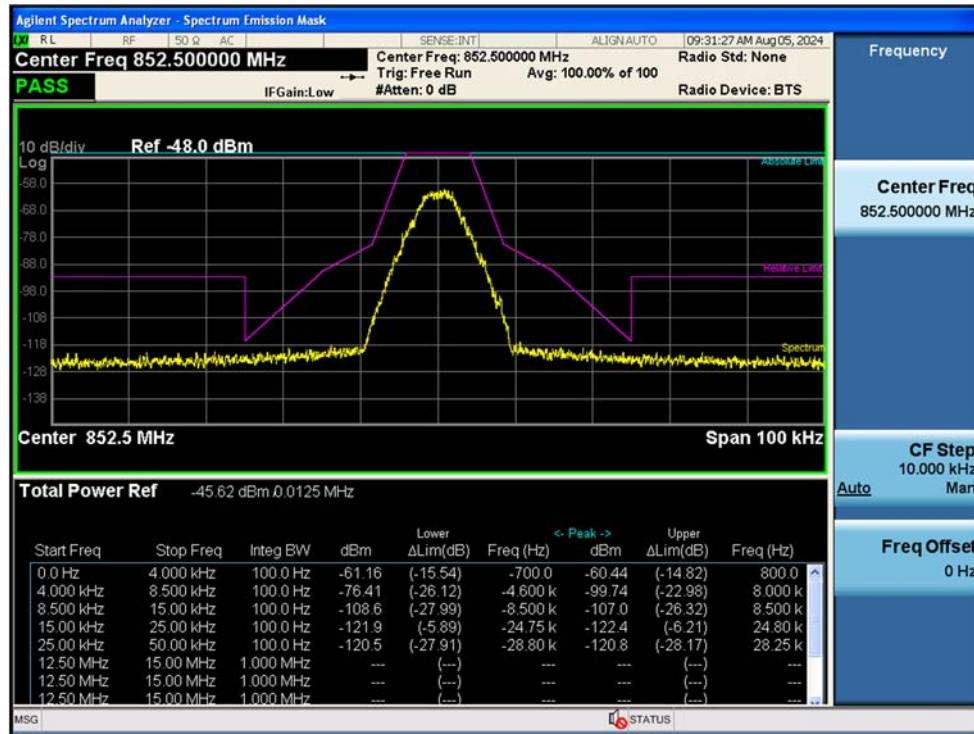 Agilent Spectrum Analyzer - Spectrum Emission Mask
LXI RL RF 50 Ω AC SENSE:INT ALIGNAUTO 09:31:27 AM Aug 05, 2024
Center Freq 852.500000 MHz
Center Freq: 852.500000 MHz
Radio Std: None
Trig: Free Run Avg: 100.00% of 100
PASS
IFGain:Low
#Atten: 0 dB
Radio Device: BTS
10 dB/div Ref -48.0 dBm
Log
Absolute Limit
-58.0
-68.0
-78.0
-88.0
Relative Limit
-98.0
-108
-118
Spectrum
-128
-138
Center 852.5 MHz Span 100 kHz
Total Power Ref -45.62 dBm /0.0125 MHz
Lower <- Peak -> Upper
Start Freq Stop Freq Integ BW dBm ΔLim(dB) Freq (Hz) dBm ΔLim(dB) Freq (Hz)
0.0 Hz 4.000 kHz 100.0 Hz -61.16 (-15.54) -700.0 -60.44 (-14.82) 800.0
4.000 kHz 8.500 kHz 100.0 Hz -76.41 (-26.12) -4.600 k -99.74 (-22.98) 8.000 k
8.500 kHz 15.00 kHz 100.0 Hz -108.6 (-27.99) -8.500 k -107.0 (-26.32) 8.500 k
15.00 kHz 25.00 kHz 100.0 Hz -121.9 (-5.89) -24.75 k -122.4 (-6.21) 24.80 k
25.00 kHz 50.00 kHz 100.0 Hz -120.5 (-27.91) -28.80 k -120.8 (-28.17) 28.25 k
12.50 MHz 15.00 MHz 1.000 MHz --- (---) --- --- (---) ---
12.50 MHz 15.00 MHz 1.000 MHz --- (---) --- --- (---) ---
12.50 MHz 15.00 MHz 1.000 MHz --- (---) --- --- (---) ---
MSG STATUS
Frequency
Center Freq
852.500000 MHz
CF Step
10.000 kHz
Auto Man
Freq Offset
0 Hz